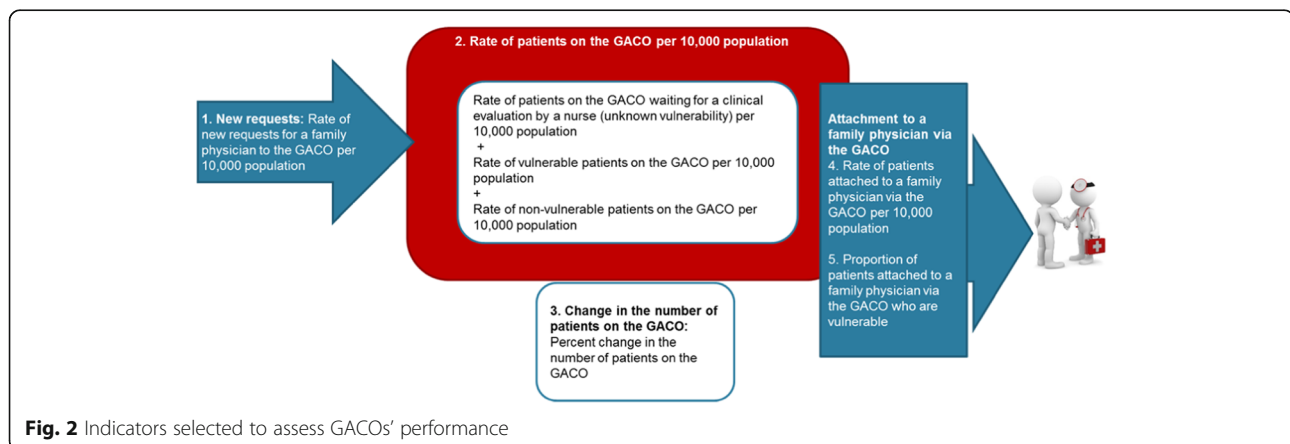 2. Rate of patients on the GACO per 10,000 population
1. New requests: Rate of
new requests for a family
physician to the GACO per
10,000 population
Rate of patients on the GACO waiting for a clinical
evaluation by a nurse (unknown vulnerability) per
10,000 population
+
Rate of vulnerable patients on the GACO per 10,000
population
+
Rate of non-vulnerable patients on the GACO per
10,000 population
3. Change in the number of
patients on the GACO:
Percent change in the
number of patients on the
GACO
Attachment to a
family physician via
the GACO
4. Rate of patients
attached to a family
physician via the
GACO per 10,000
population
5. Proportion of
patients attached to a
family physician via
the GACO who are
vulnerable
Fig. 2 Indicators selected to assess GACOs' performance